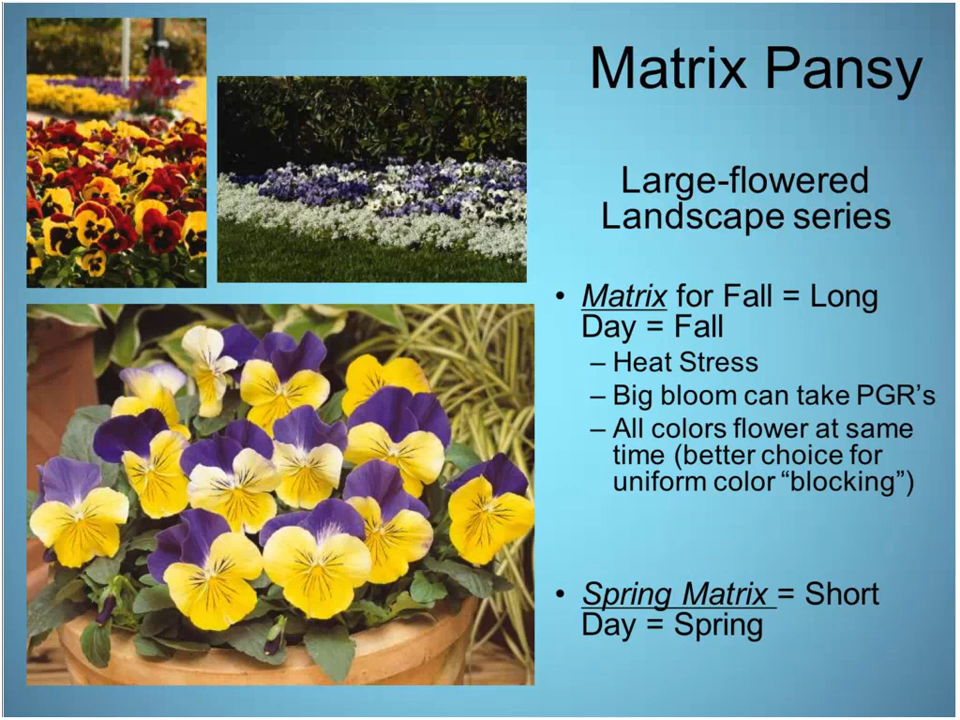 Matrix Pansy
Large-flowered
Landscape series
• Matrix for Fall = Long
Day = Fall
– Heat Stress
– Big bloom can take PGR’s
– All colors flower at same
time (better choice for
uniform color “blocking”)
• Spring Matrix = Short
Day = Spring